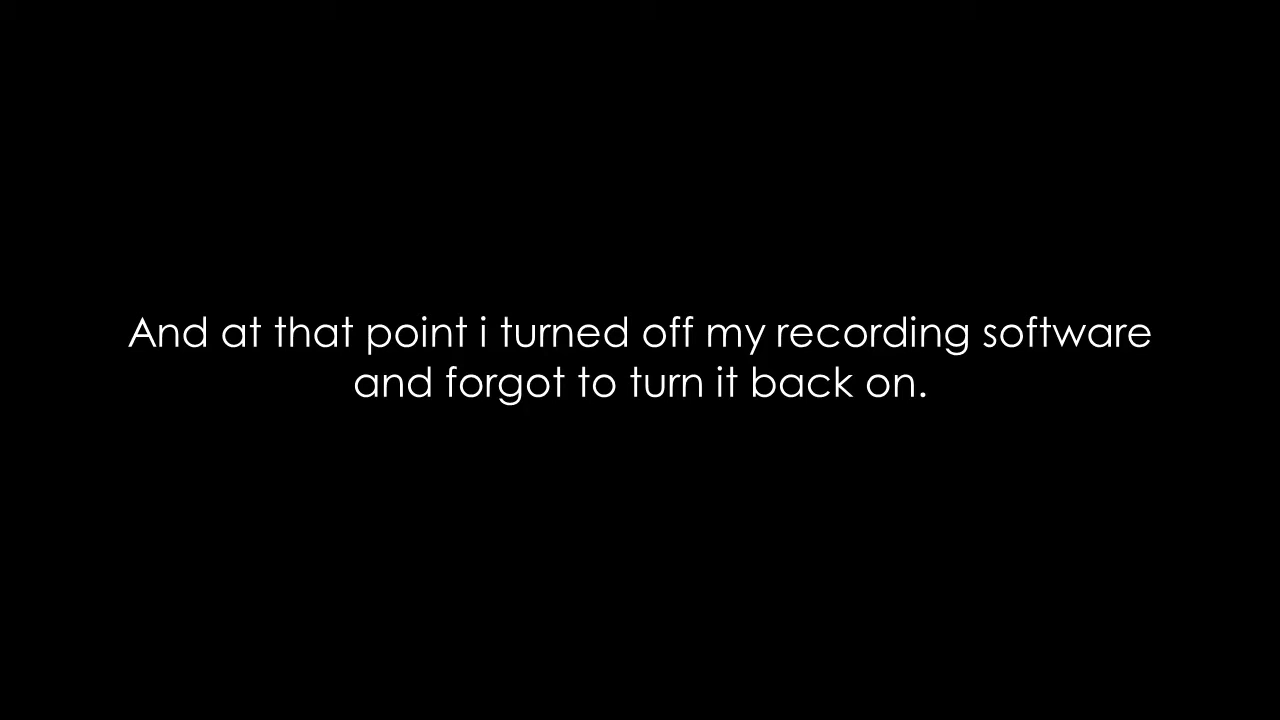 And at that point i turned off my recording software
and forgot to turn it back on.